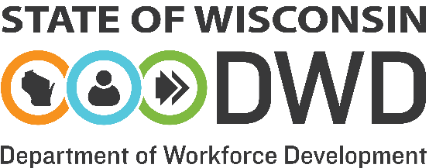 STATE OF WISCONSIN
DWD
Department of Workforce Development